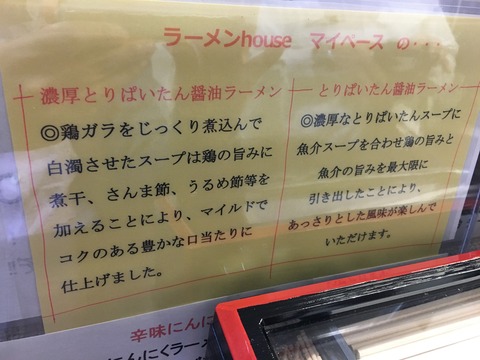 ラーメンhouse マイペース の・・・
濃厚とりぱいたん醤油ラーメン
◎鶏ガラをじっくり煮込んで
白濁させたスープは鶏の旨みに
煮干、さんま節、うるめ節等を
加えることにより、マイルドで
コクのある豊かな口当たりに
仕上げました。
とりぱいたん醤油ラーメン
◎濃厚なとりぱいたんスープに
魚介スープを合わせ鶏の旨みと
魚介の旨みを最大限に
引き出したことにより、
あっさりとした風味が楽しんで
いただけます。
辛味にんに
にんにくラー